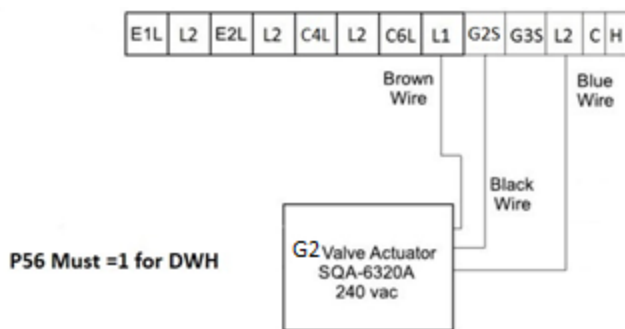 E1L L2 E2L L2 C4L L2 C6L L1 G2S G3S L2 C H
Brown
Wire
Blue
Wire
Black
Wire
G2 Valve Actuator
SQA-6320A
240 vac
P56 Must =1 for DWH